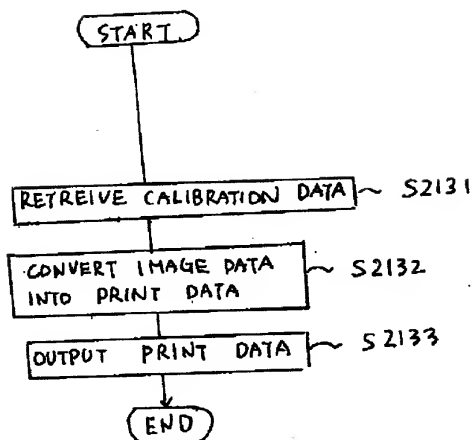 START
RETREIVE CALIBRATION DATA ~ S2131
CONVERT IMAGE DATA ~ S2132
INTO PRINT DATA
OUTPUT PRINT DATA ~ S2133
END